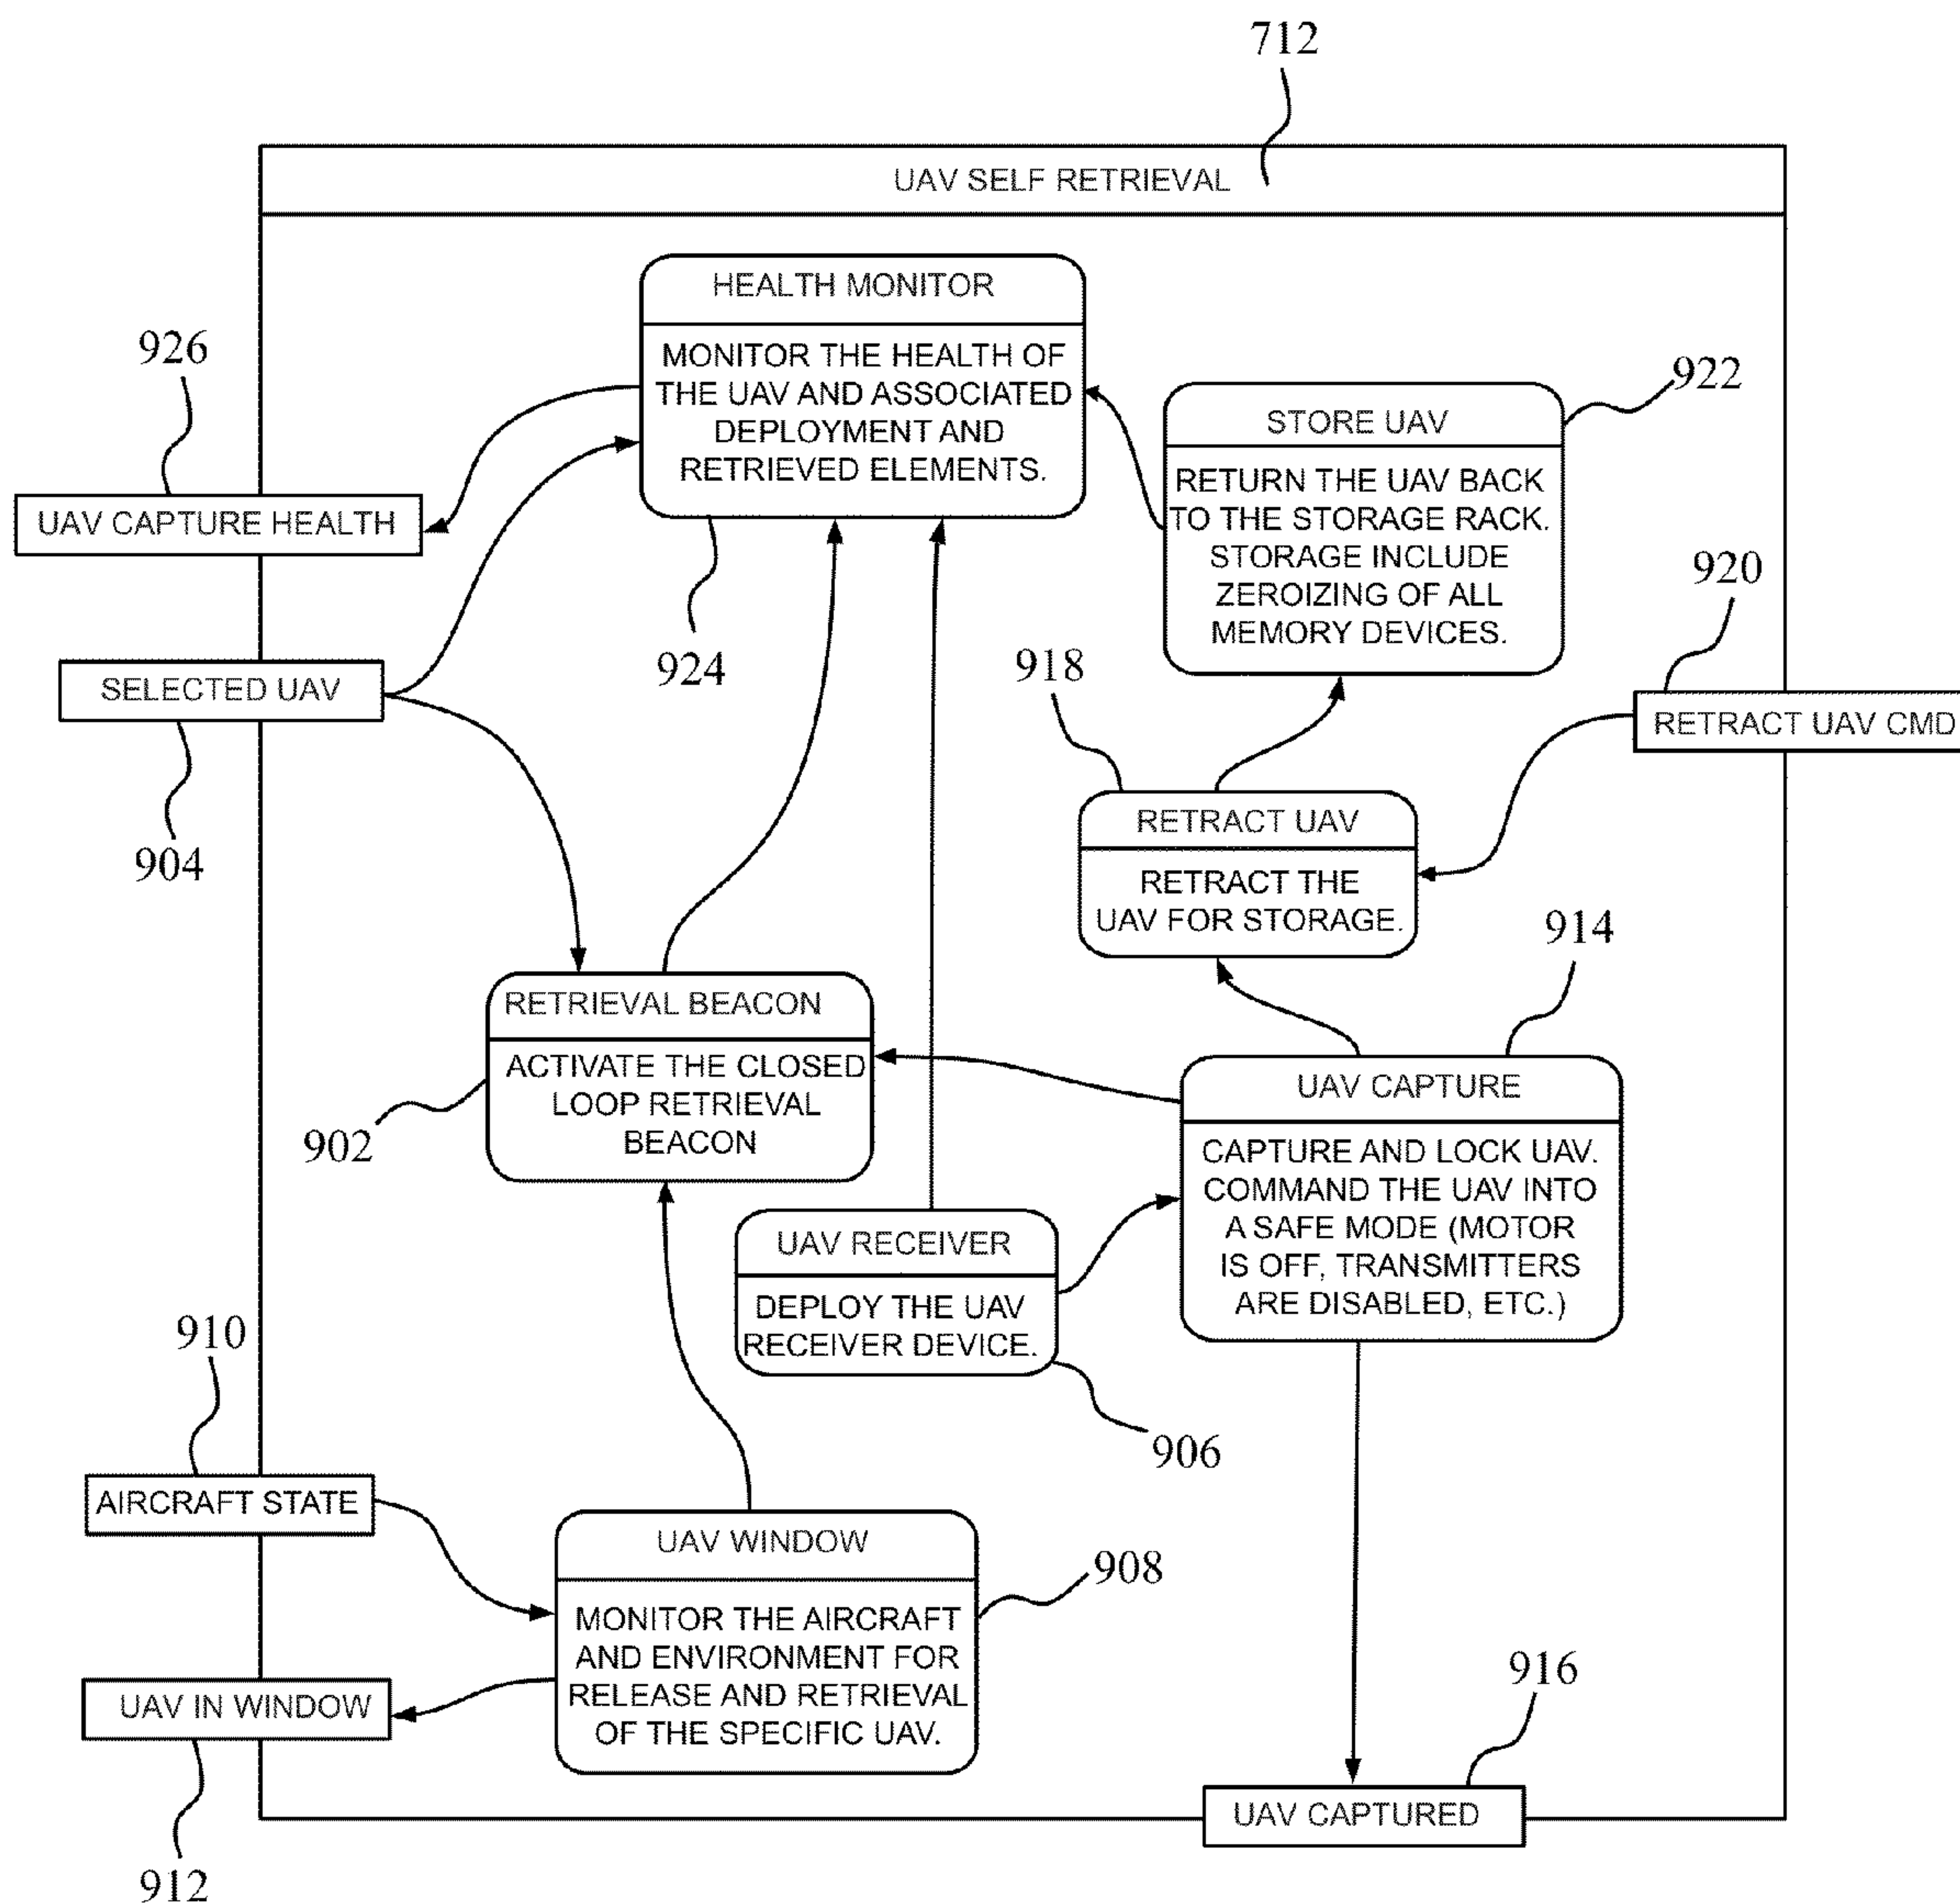 712
UAV SELF RETRIEVAL
HEALTH MONITOR
MONITOR THE HEALTH OF
THE UAV AND ASSOCIATED
DEPLOYMENT AND
RETRIEVED ELEMENTS.
924
926
UAV CAPTURE HEALTH
SELECTED UAV
904
922
STORE UAV
RETURN THE UAV BACK
TO THE STORAGE RACK.
STORAGE INCLUDE
ZEROIZING OF ALL
MEMORY DEVICES.
920
RETRACT UAV CMD
918
RETRACT UAV
RETRACT THE
UAV FOR STORAGE.
914
RETRIEVAL BEACON
ACTIVATE THE CLOSED
LOOP RETRIEVAL
BEACON
902
UAV CAPTURE
CAPTURE AND LOCK UAV.
COMMAND THE UAV INTO
A SAFE MODE (MOTOR
IS OFF, TRANSMITTERS
ARE DISABLED, ETC.)
UAV RECEIVER
DEPLOY THE UAV
RECEIVER DEVICE.
906
910
AIRCRAFT STATE
UAV WINDOW
MONITOR THE AIRCRAFT
AND ENVIRONMENT FOR
RELEASE AND RETRIEVAL
OF THE SPECIFIC UAV.
908
UAV IN WINDOW
912
916
UAV CAPTURED